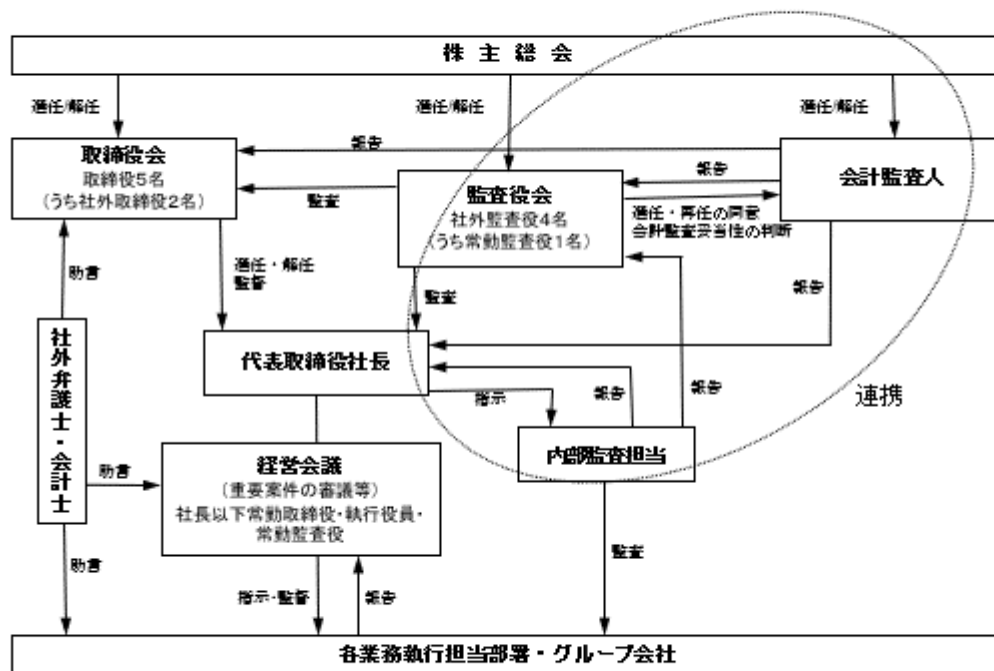 株主総会
選任/解任
選任/解任
選任/解任
取締役会
取締役5名
(うち社外取締役2名)
報告
会計監査人
監査
監査役会
社外監査役4名
(うち常勤監査役1名)
報告
選任・再任の同意
会計監査妥当性の判断
助言
選任・解任
監督
監査
報告
社外弁護士・会計士
代表取締役社長
指示
報告
報告
連携
内部監査担当
助言
経営会議
(重要案件の審議等)
社長以下常勤取締役・執行役員・
常勤監査役
助言
指示・監督
報告
監査
各業務執行担当部署・グループ会社